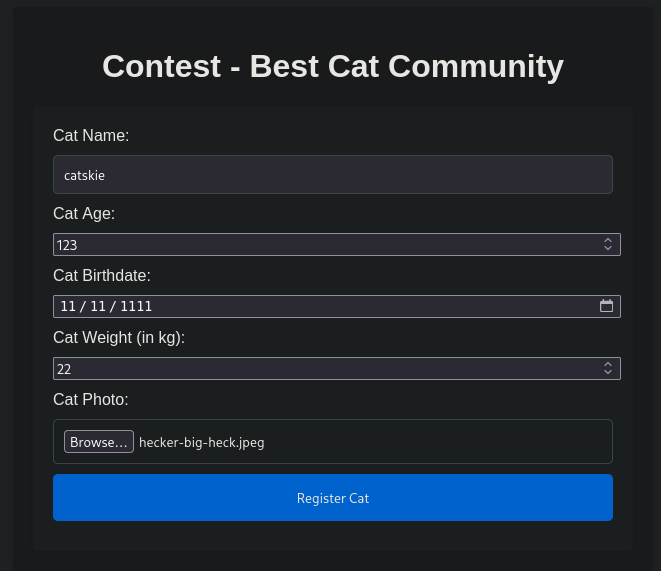 Contest - Best Cat Community
Cat Name:
catskie
Cat Age:
123
Cat Birthdate:
11 / 11 / 1111
Cat Weight (in kg):
22
Cat Photo:
Browse... hecker-big-heck.jpeg
Register Cat